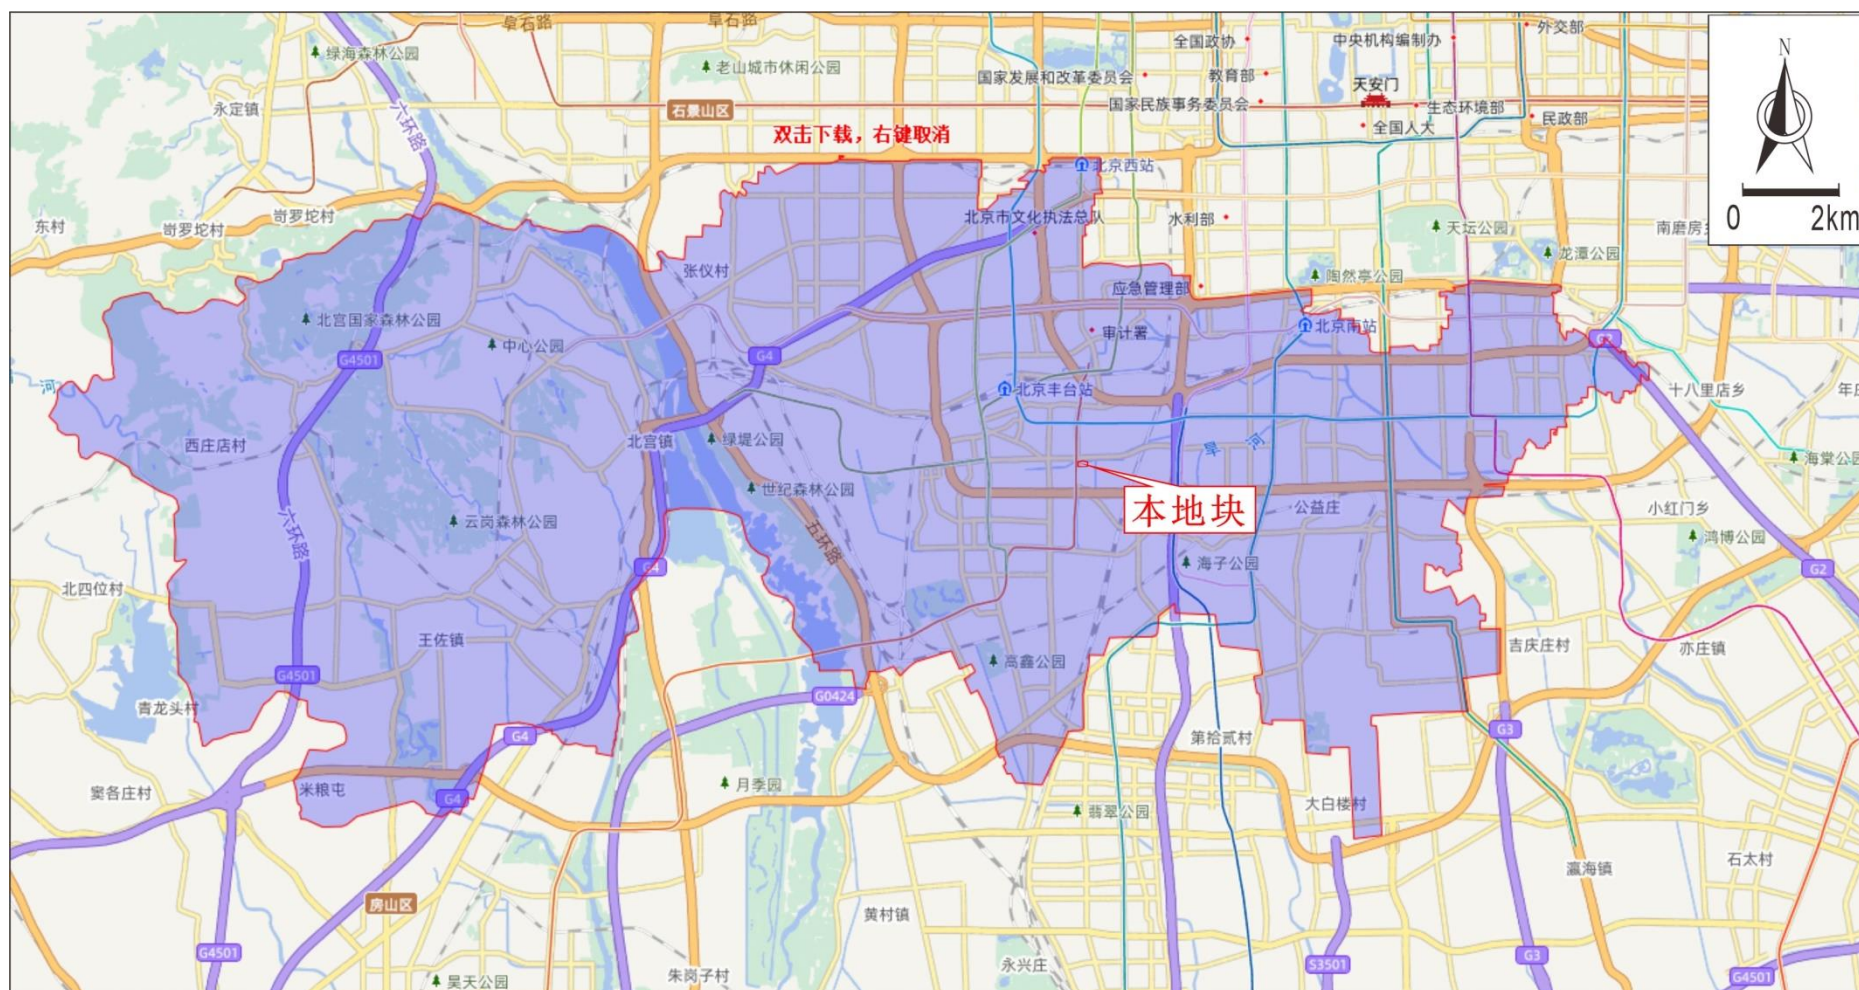 阜石路
阜石路
绿海森林公园
老山城市休闲公园
全国政协
中央机构编制办
外交部
N
永定镇
六环路
石景山区
国家发展和改革委员会
教育部
天安门
国家民族事务委员会
生态环境部
民政部
全国人大
双击下载，右键取消
北京西站
0
2km
东村
岢罗坨村
岢罗坨村
北京市文化执法总队
水利部
天坛公园
南磨房乡
龙潭公园
张仪村
应急管理部
陶然亭公园
北宫国家森林公园
中心公园
审计署
北京南站
G4501
G4
河
北京丰台站
十八里店乡
西庄店村
北宫镇
绿堤公园
旱河
海棠公园
世纪森林公园
本地块
公益庄
小红门乡
云岗森林公园
六环路
五环路
鸿博公园
G4
海子公园
G2
北四位村
王佐镇
高鑫公园
吉庆庄村
亦庄镇
G4501
G0424
青龙头村
G4
第拾贰村
G3
窦各庄村
米粮屯
G4
月季园
翡翠公园
大白楼村
瀛海镇
石太村
房山区
黄村镇
G4501
昊天公园
朱岗子村
永兴庄
S3501
G3
G4501